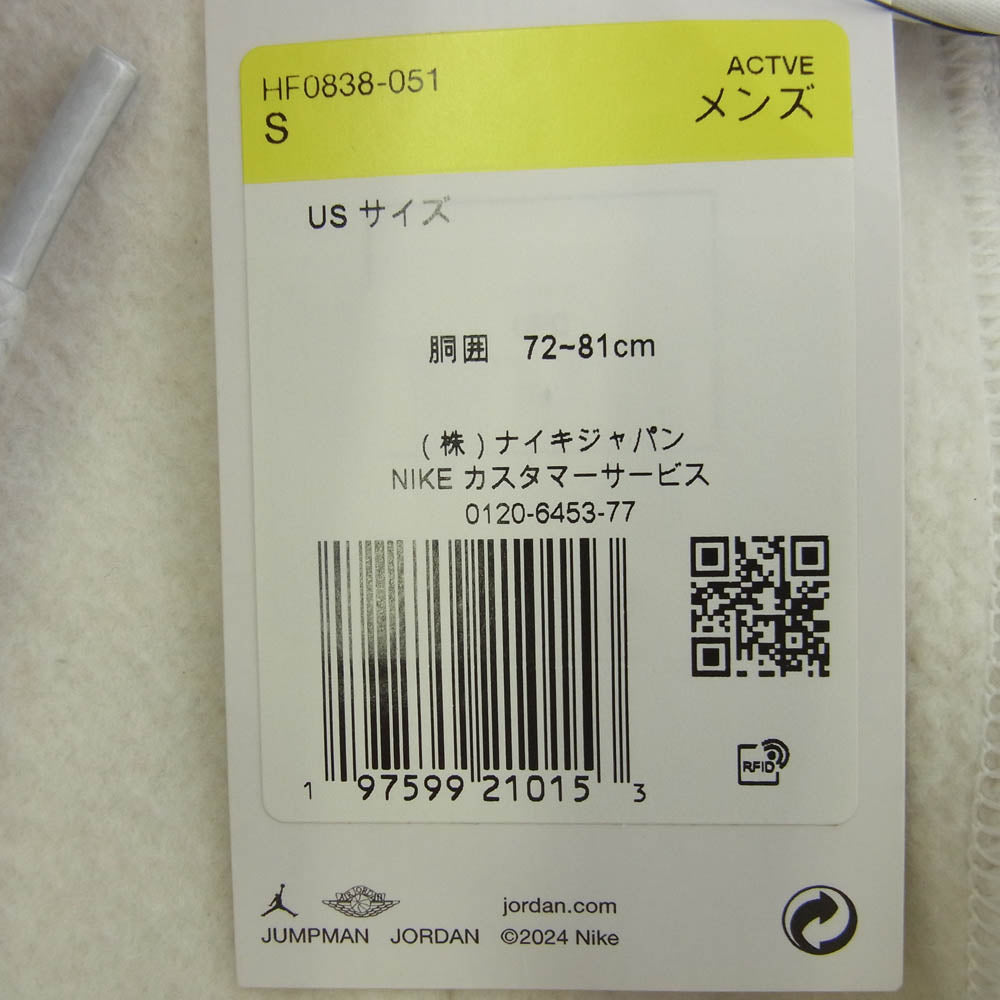 HF0838-051
S
ACTVE
メンズ
US サイズ
胴囲 72~81cm
(株)ナイキジャパン
NIKE カスタマーサービス
0120-6453-77
1 97599 21015 3
RFID
AIR JORDAN
JUMPMAN JORDAN
jordan.com
©2024 Nike